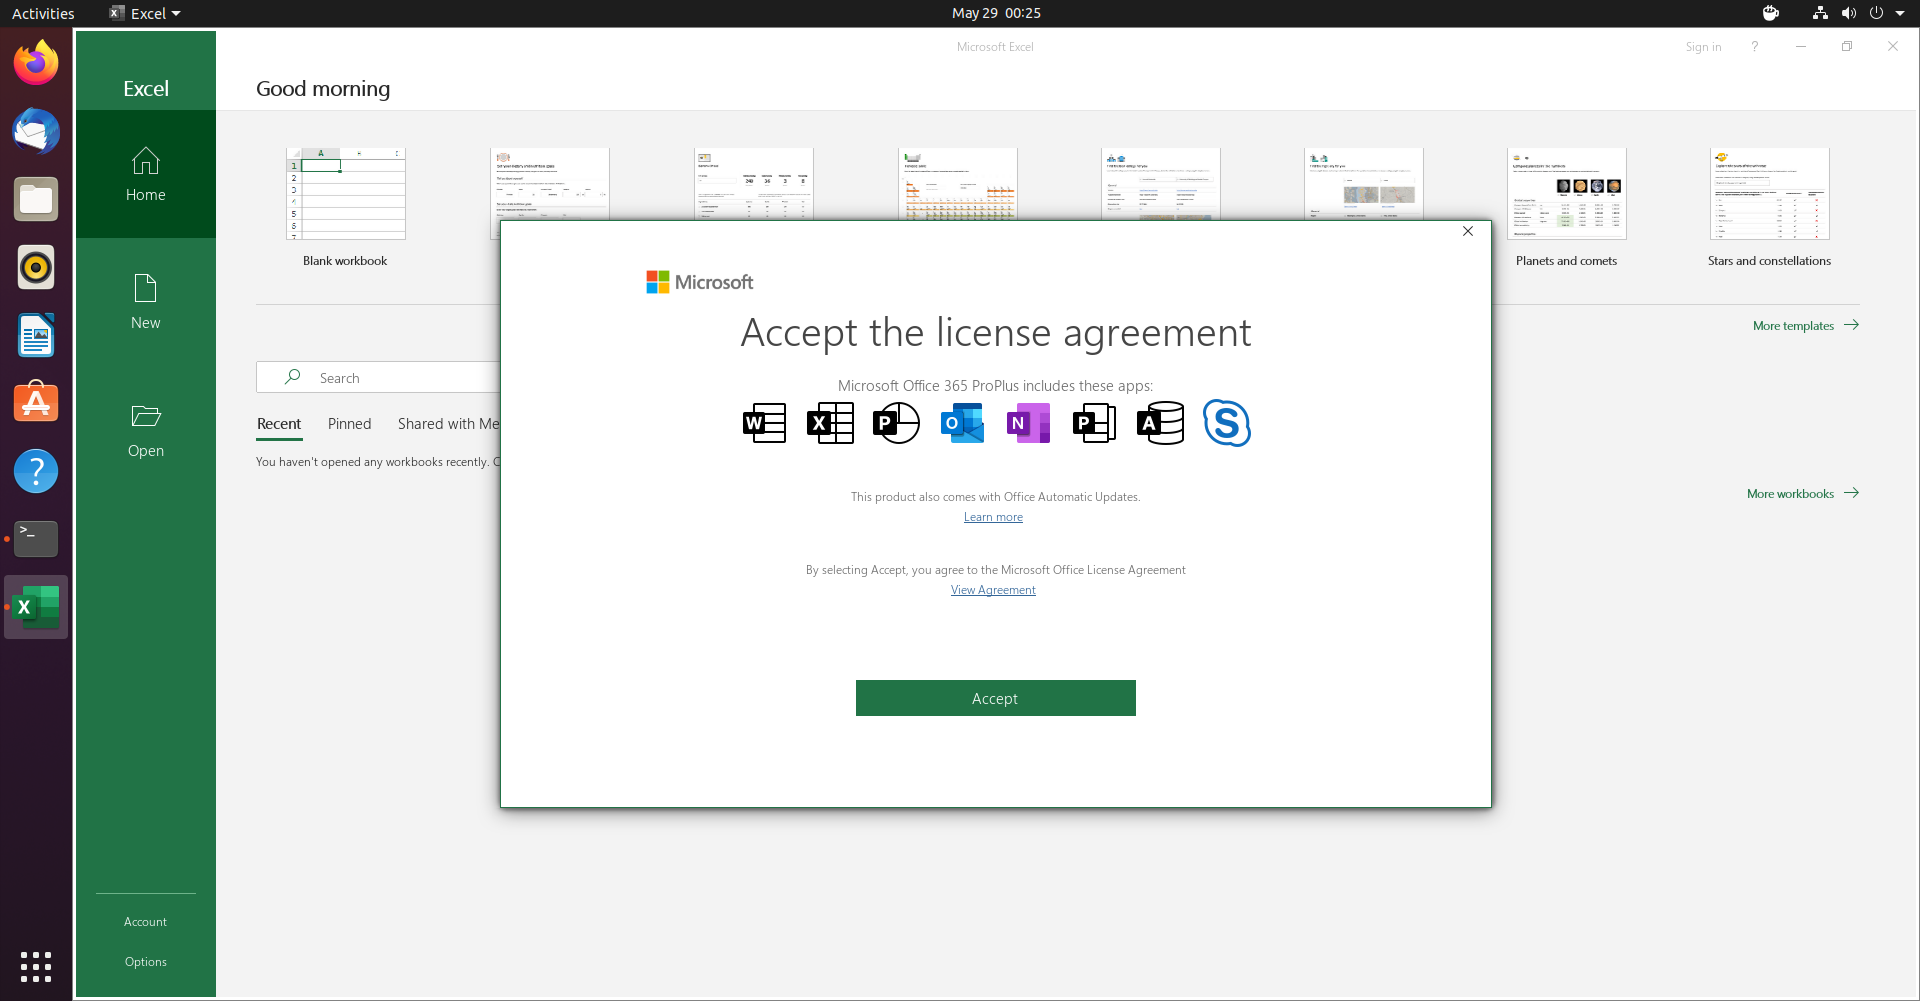 Activities
Excel
May 29 00:25
Microsoft Excel
Sign in
?
Excel
Good morning
Home
New
Open
Account
Options
Blank workbook
Planets and comets
Stars and constellations
More templates
Search
Recent
Pinned
Shared with Me
You haven't opened any workbooks recently. C
More workbooks
Microsoft
Accept the license agreement
Microsoft Office 365 ProPlus includes these apps:
W X P O N P A S
This product also comes with Office Automatic Updates.
Learn more
By selecting Accept, you agree to the Microsoft Office License Agreement
View Agreement
Accept